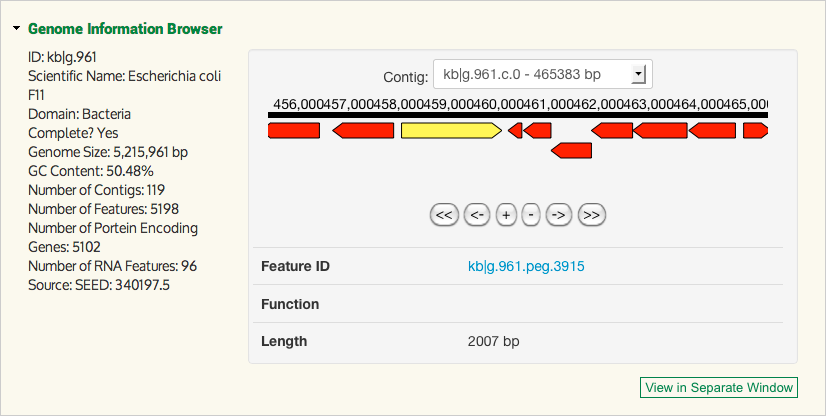 Genome Information Browser
ID: kb|g.961
Scientific Name: Escherichia coli
F11
Domain: Bacteria
Complete? Yes
Genome Size: 5,215,961 bp
GC Content: 50.48%
Number of Contigs: 119
Number of Features: 5198
Number of Portein Encoding
Genes: 5102
Number of RNA Features: 96
Source: SEED: 340197.5
Contig: kb|g.961.c.0 - 465383 bp
456,000457,000458,000459,000460,000461,000462,000463,000464,000465,000
<< <- + - -> >>
Feature ID kb|g.961.peg.3915
Function
Length 2007 bp
View in Separate Window